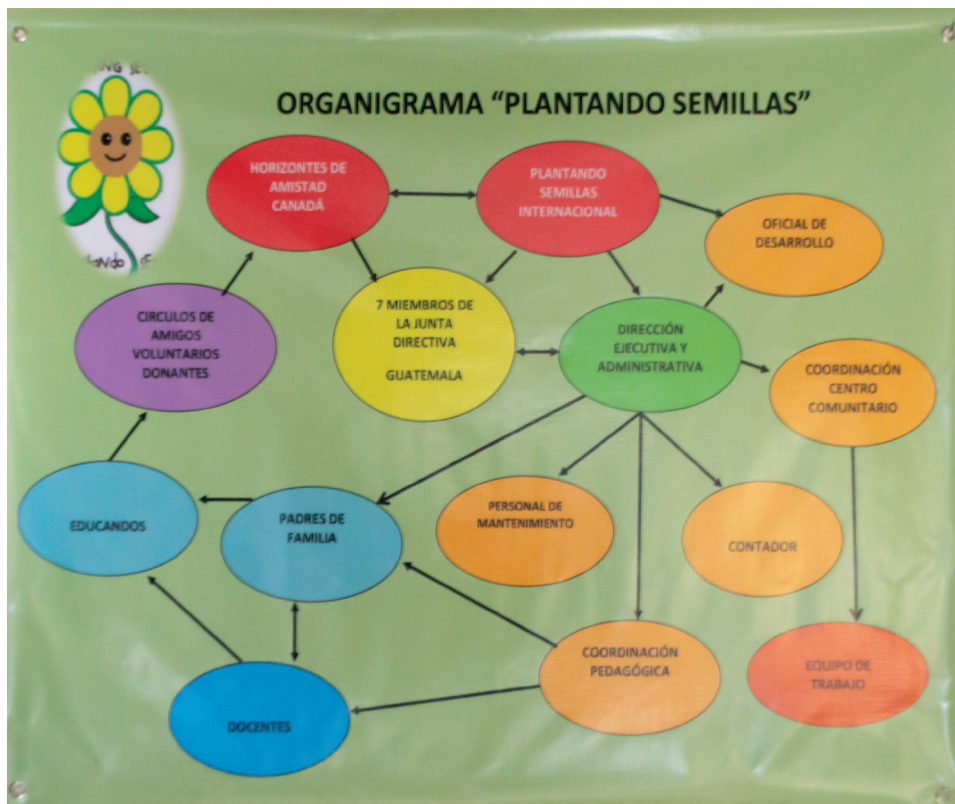 ORGANIGRAMA “PLANTANDO SEMILLAS”
HORIZONTES DE
AMISTAD
CANADÁ
PLANTANDO
SEMILLAS
INTERNACIONAL
OFICIAL DE
DESARROLLO
CIRCULOS DE
AMIGOS
VOLUNTARIOS
DONANTES
7 MIEMBROS DE
LA JUNTA
DIRECTIVA
GUATEMALA
DIRECCIÓN
EJECUTIVA Y
ADMINISTRATIVA
COORDINACIÓN
CENTRO
COMUNITARIO
EDUCANDOS
PADRES DE
FAMILIA
PERSONAL DE
MANTENIMIENTO
CONTADOR
COORDINACIÓN
PEDAGÓGICA
EQUIPO DE
TRABAJO
DOCENTES